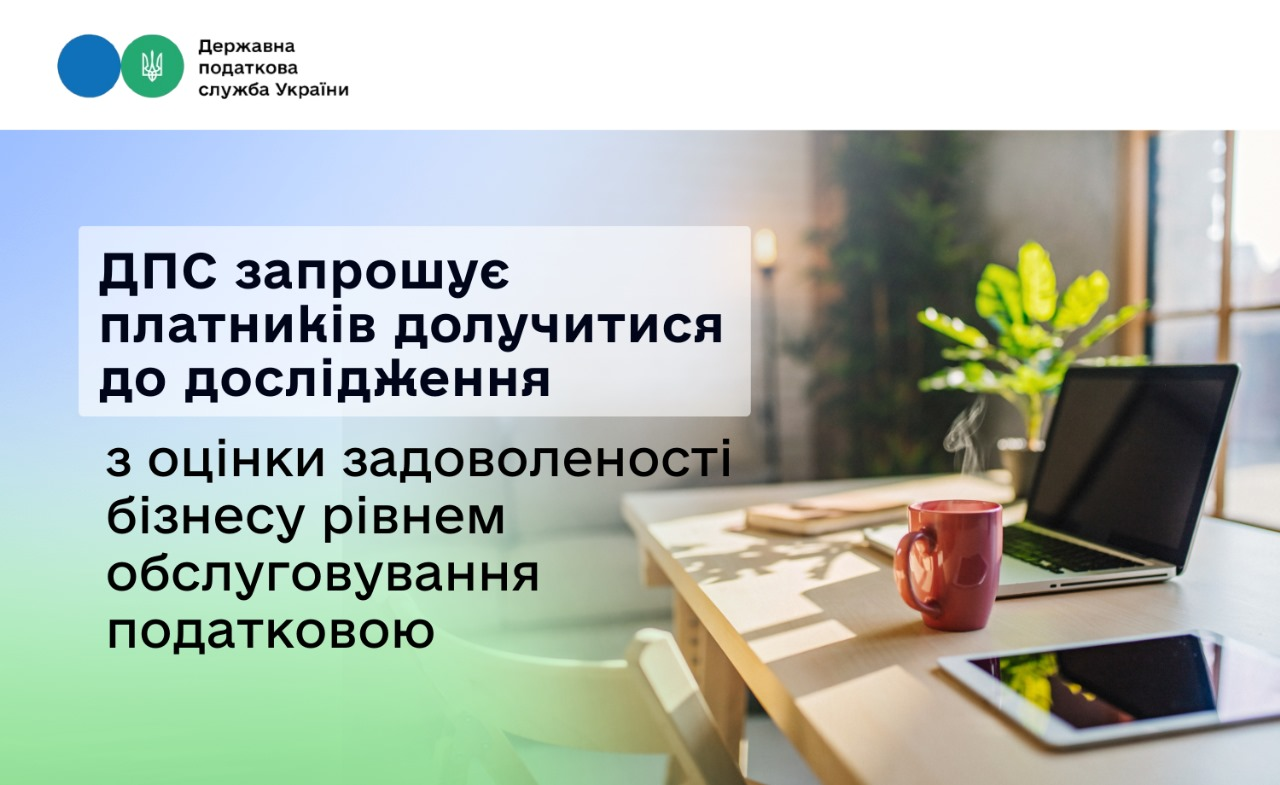 Державна
податкова
служба України
ДПС запрошує
платників долучитися
до дослідження
з оцінки задоволеності
бізнесу рівнем
обслуговування
податковою